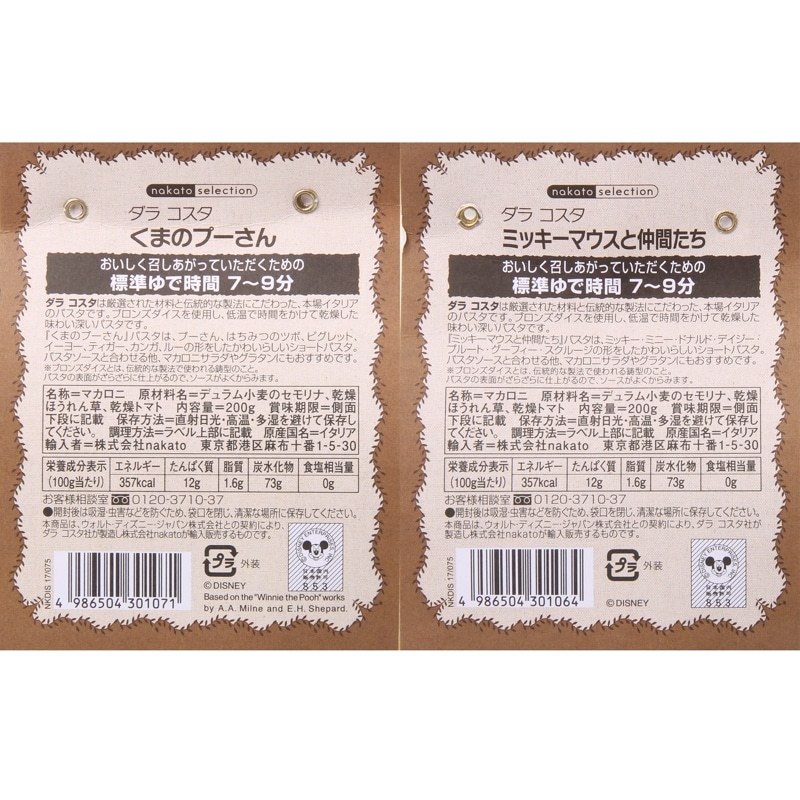 nakato selection
ダラ コスタ
くまのプーさん
おいしく召しあがっていただくための
標準ゆで時間 7〜9分
ダラ コスタは厳選された材料と伝統的な製法にこだわった、本場イタリア
のパスタです。ブロンズダイスを使用し、低温で時間をかけて乾燥した
味わい深いパスタです。
「くまのプーさん」パスタは、プーさん、はちみつのツボ、ピグレット、
イーヨー、ティガー、カンガ、ルーの形をしたかわいらしいショートパスタ。
パスタソースと合わせる他、マカロニサラダやグラタンにもおすすめです。
※ブロンズダイスとは、伝統的な製法で使われる鋳型のこと。
パスタの表面がざらざらに仕上がるので、ソースがよくからみます。
名称=マカロニ 原材料名=デュラム小麦のセモリナ、乾燥
ほうれん草、乾燥トマト 内容量=200g 賞味期限=側面
下段に記載 保存方法=直射日光・高温・多湿を避けて保存し
てください。 調理方法=ラベル上部に記載 原産国名=イタリア
輸入者=株式会社nakato 東京都港区麻布十番1-5-30
栄養成分表示 エネルギー たんぱく質 脂質 炭水化物 食塩相当量
(100g当たり) 357kcal 12g 1.6g 73g 0g
お客様相談室 0120-3710-37
●開封後は吸湿・虫害などを防ぐため、袋口を閉じ、清潔な場所に保存してください。
本商品は、ウォルト・ディズニー・ジャパン株式会社との契約により、
ダラ コスタ社が製造し株式会社nakatoが輸入販売するものです。
NKDIS 17/075
4 986504 301071
プラ 外装
©DISNEY
Based on the "Winnie the Pooh" works
by A.A. Milne and E.H. Shepard.
853
nakato selection
ダラ コスタ
ミッキーマウスと仲間たち
おいしく召しあがっていただくための
標準ゆで時間 7〜9分
ダラ コスタは厳選された材料と伝統的な製法にこだわった、本場イタリア
のパスタです。ブロンズダイスを使用し、低温で時間をかけて乾燥した
味わい深いパスタです。
「ミッキーマウスと仲間たち」パスタは、ミッキー・ミニー・ドナルド・デイジー・
プルート・グーフィー・スクルージの形をしたかわいらしいショートパスタ。
パスタソースと合わせる他、マカロニサラダやグラタンにもおすすめです。
※ブロンズダイスとは、伝統的な製法で使われる鋳型のこと。
パスタの表面がざらざらに仕上がるので、ソースがよくからみます。
名称=マカロニ 原材料名=デュラム小麦のセモリナ、乾燥
ほうれん草、乾燥トマト 内容量=200g 賞味期限=側面
下段に記載 保存方法=直射日光・高温・多湿を避けて保存し
てください。 調理方法=ラベル上部に記載 原産国名=イタリア
輸入者=株式会社nakato 東京都港区麻布十番1-5-30
栄養成分表示 エネルギー たんぱく質 脂質 炭水化物 食塩相当量
(100g当たり) 357kcal 12g 1.6g 73g 0g
お客様相談室 0120-3710-37
●開封後は吸湿・虫害などを防ぐため、袋口を閉じ、清潔な場所に保存してください。
本商品は、ウォルト・ディズニー・ジャパン株式会社との契約により、
ダラ コスタ社が製造し株式会社nakatoが輸入販売するものです。
NKDIS 17/075
4 986504 301064
プラ 外装
©DISNEY
853